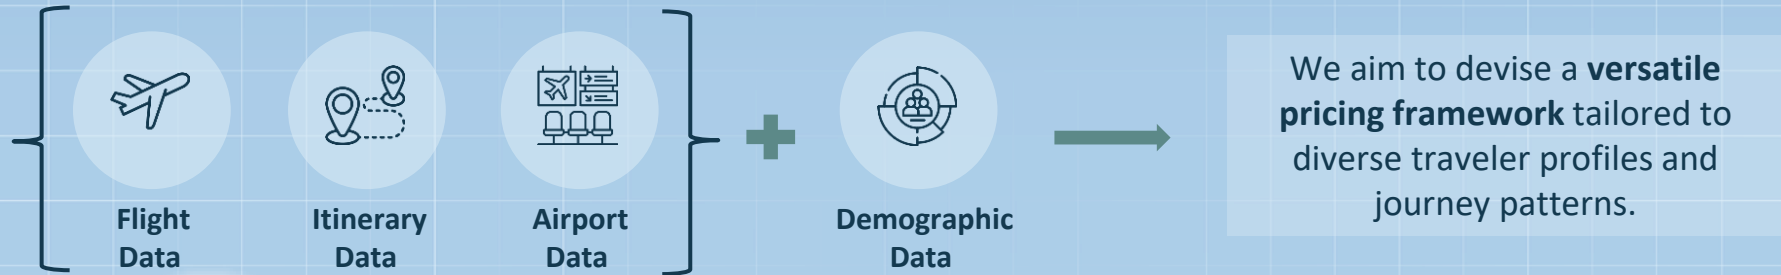 Flight
Data
Itinerary
Data
Airport
Data
Demographic
Data
We aim to devise a versatile
pricing framework tailored to
diverse traveler profiles and
journey patterns.